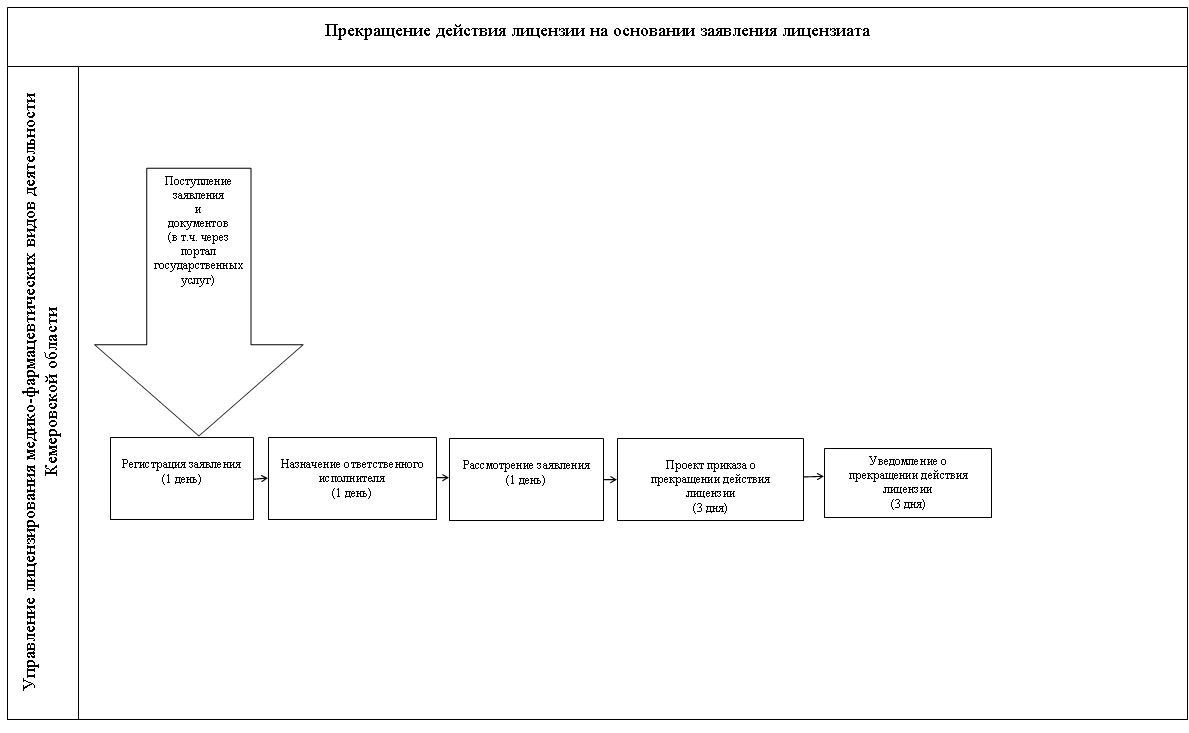 Прекращение действия лицензии на основании заявления лицензиата
Управление лицензирования медико-фармацевтических видов деятельности
Кемеровской области
Поступление
заявления
и
документов
(в т.ч. через
портал
государственных
услуг)
Регистрация заявления
(1 день)
Назначение ответственного
исполнителя
(1 день)
Рассмотрение заявления
(1 день)
Проект приказа о
прекращении действия
лицензии
(3 дня)
Уведомление о
прекращении действия
лицензии
(3 дня)